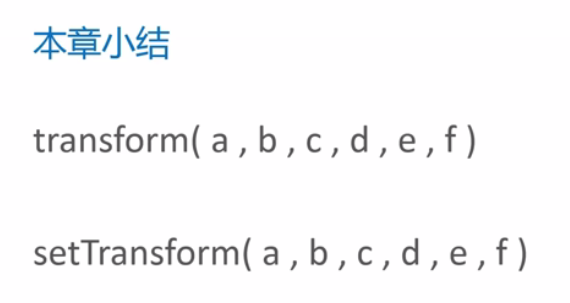 本章小结
transform( a , b , c , d , e , f )
setTransform( a , b , c , d , e , f )